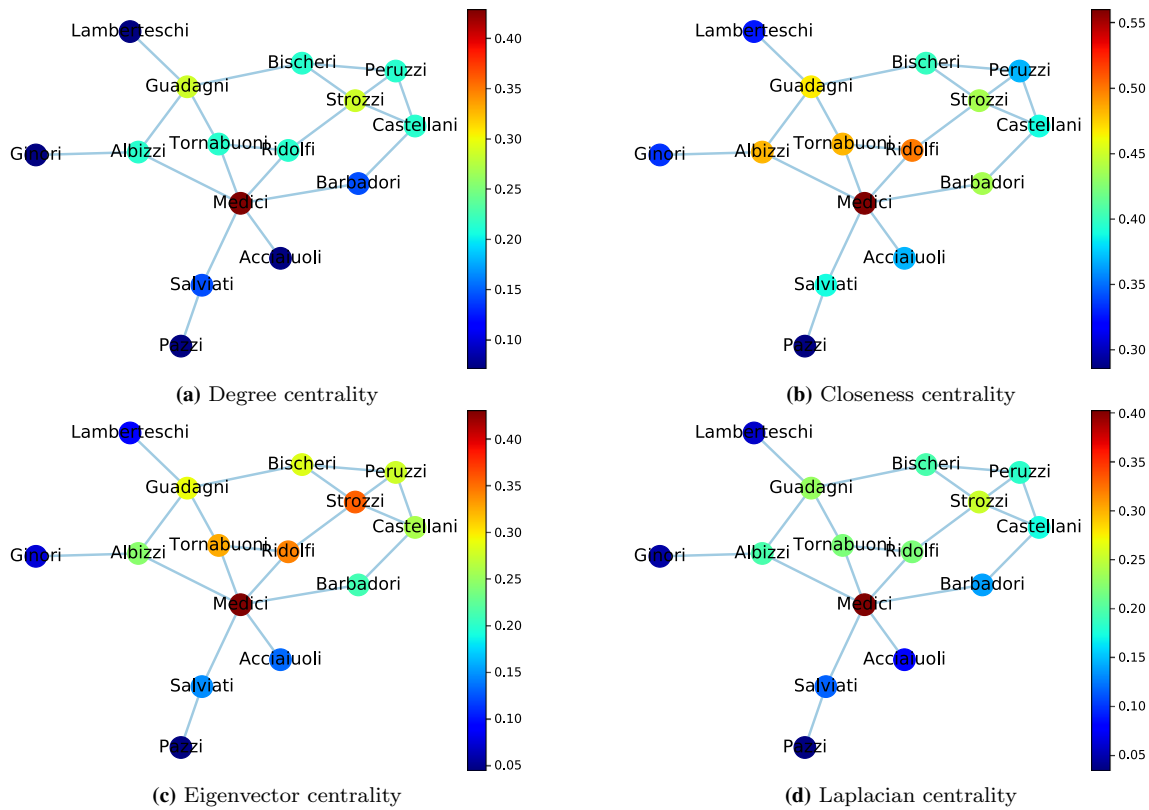 Lamberteschi
Bischeri
Peruzzi
Guadagni
Strozzi
Castellani
Tornabuoni
Ridolfi
Ginori
Albizzi
Barbadori
Medici
Acciaiuoli
Salviati
Pazzi
0.40
0.35
0.30
0.25
0.20
0.15
0.10
(a) Degree centrality
Lamberteschi
Bischeri
Peruzzi
Guadagni
Strozzi
Castellani
Tornabuoni
Ridolfi
Ginori
Albizzi
Barbadori
Medici
Acciaiuoli
Salviati
Pazzi
0.55
0.50
0.45
0.40
0.35
0.30
(b) Closeness centrality
Lamberteschi
Bischeri
Peruzzi
Guadagni
Strozzi
Castellani
Tornabuoni
Ridolfi
Ginori
Albizzi
Barbadori
Medici
Acciaiuoli
Salviati
Pazzi
0.40
0.35
0.30
0.25
0.20
0.15
0.10
0.05
(c) Eigenvector centrality
Lamberteschi
Bischeri
Peruzzi
Guadagni
Strozzi
Castellani
Tornabuoni
Ridolfi
Ginori
Albizzi
Barbadori
Medici
Acciaiuoli
Salviati
Pazzi
0.40
0.35
0.30
0.25
0.20
0.15
0.10
0.05
(d) Laplacian centrality